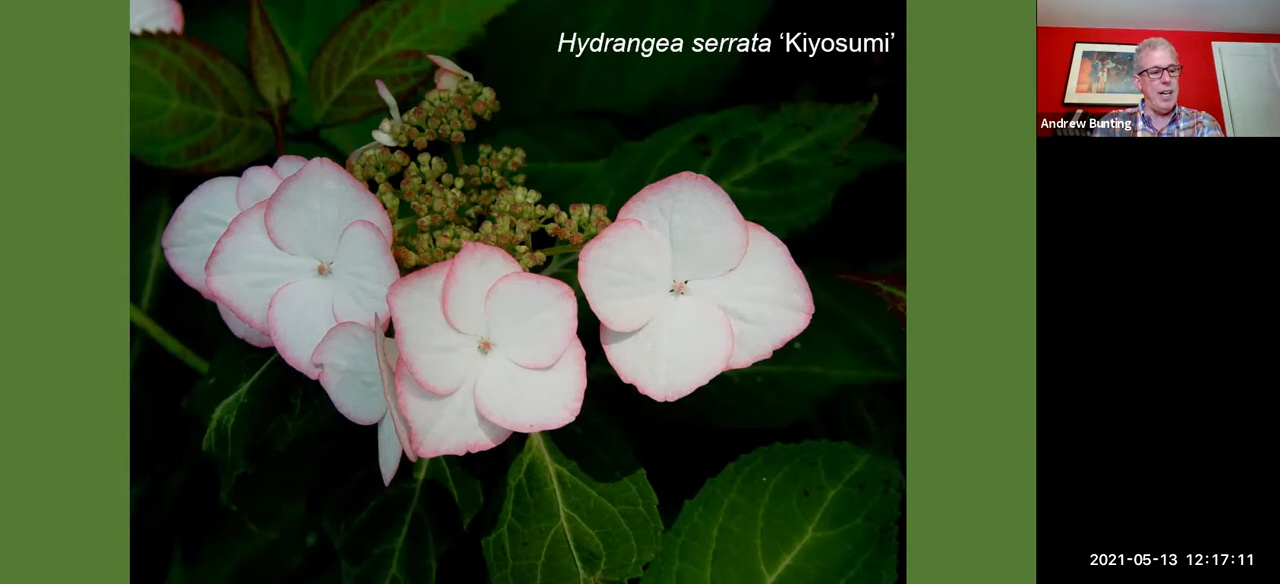 Hydrangea serrata ‘Kiyosumi’
Andrew Bunting
2021-05-13 12:17:11